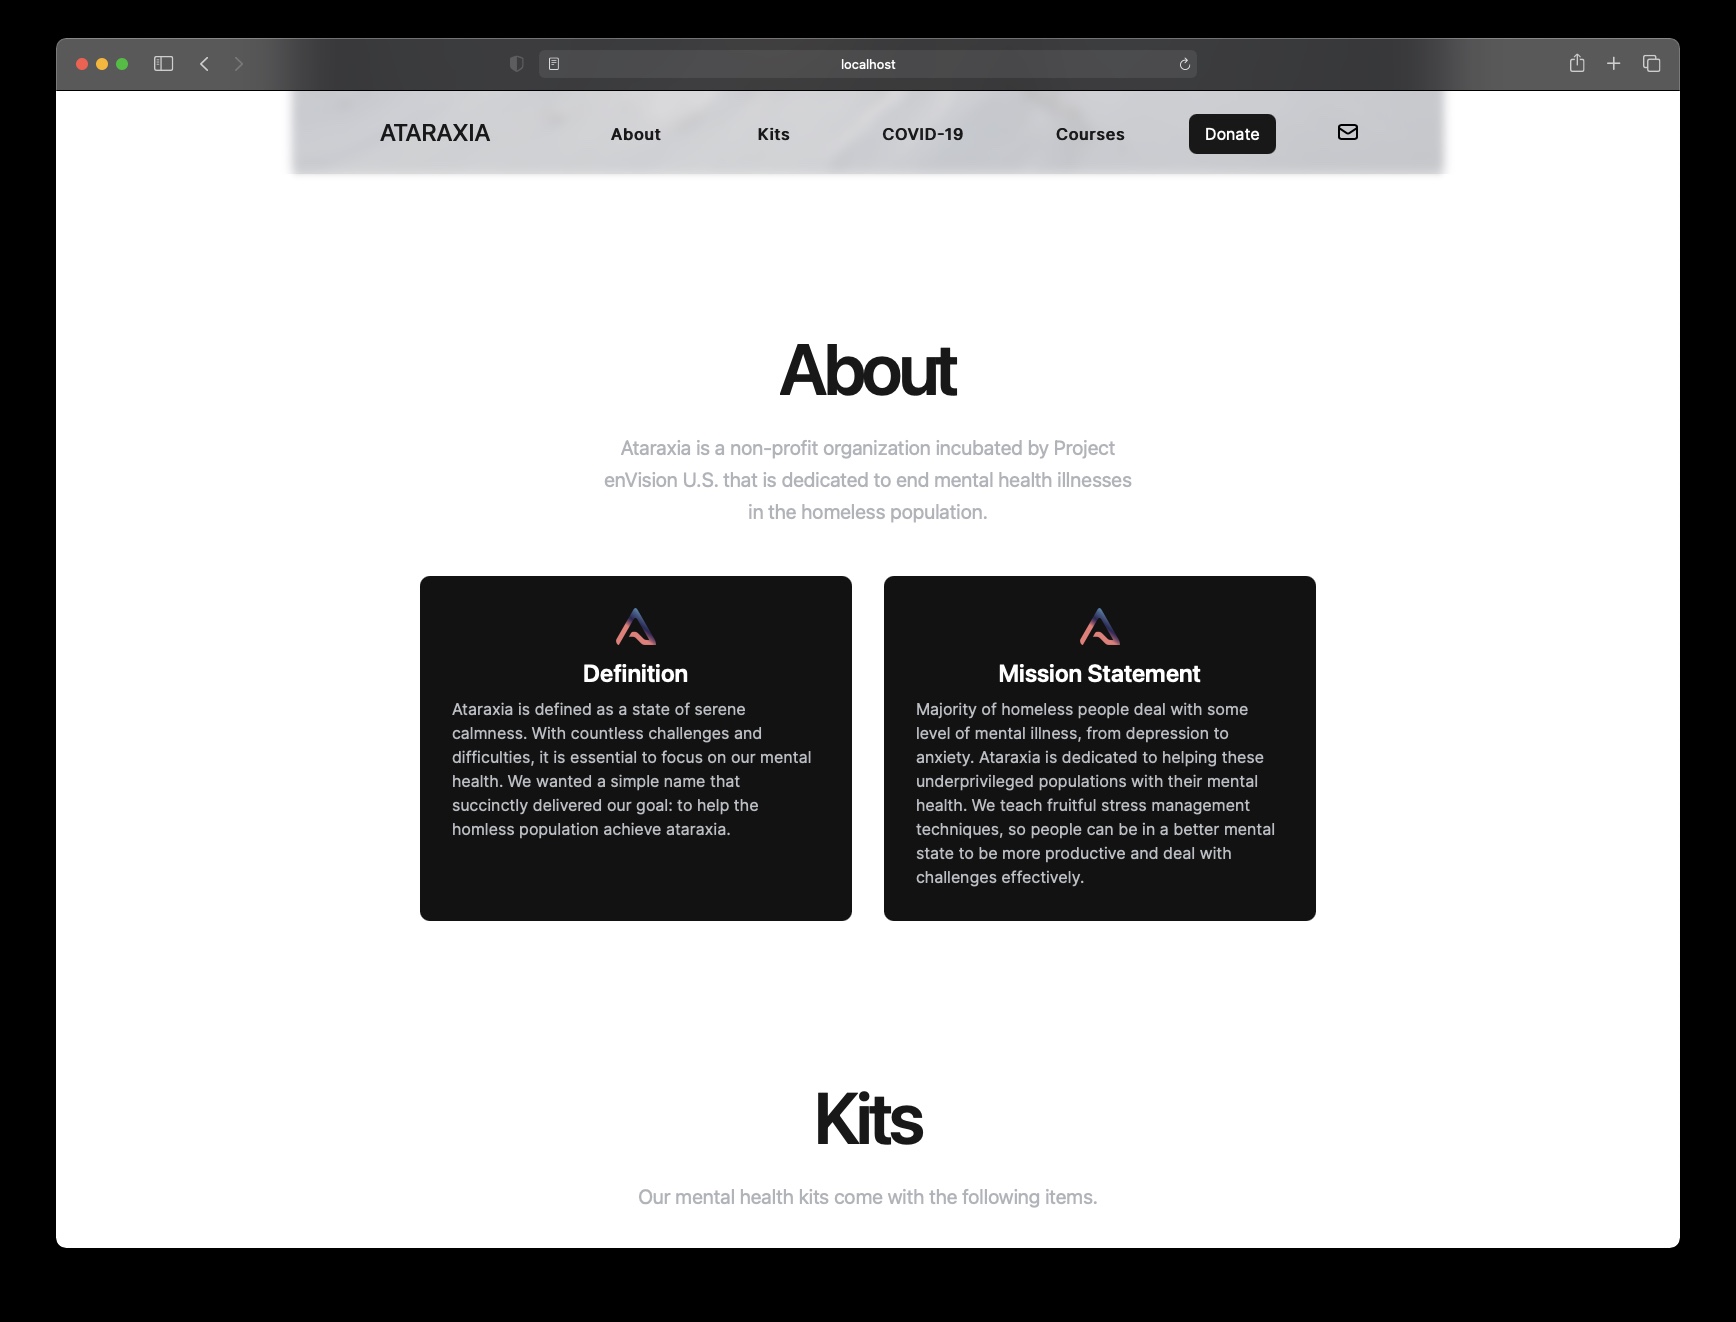 localhost
ATARAXIA About Kits COVID-19 Courses Donate
About
Ataraxia is a non-profit organization incubated by Project
enVision U.S. that is dedicated to end mental health illnesses
in the homeless population.
Definition
Ataraxia is defined as a state of serene
calmness. With countless challenges and
difficulties, it is essential to focus on our mental
health. We wanted a simple name that
succinctly delivered our goal: to help the
homless population achieve ataraxia.
Mission Statement
Majority of homeless people deal with some
level of mental illness, from depression to
anxiety. Ataraxia is dedicated to helping these
underprivileged populations with their mental
health. We teach fruitful stress management
techniques, so people can be in a better mental
state to be more productive and deal with
challenges effectively.
Kits
Our mental health kits come with the following items.